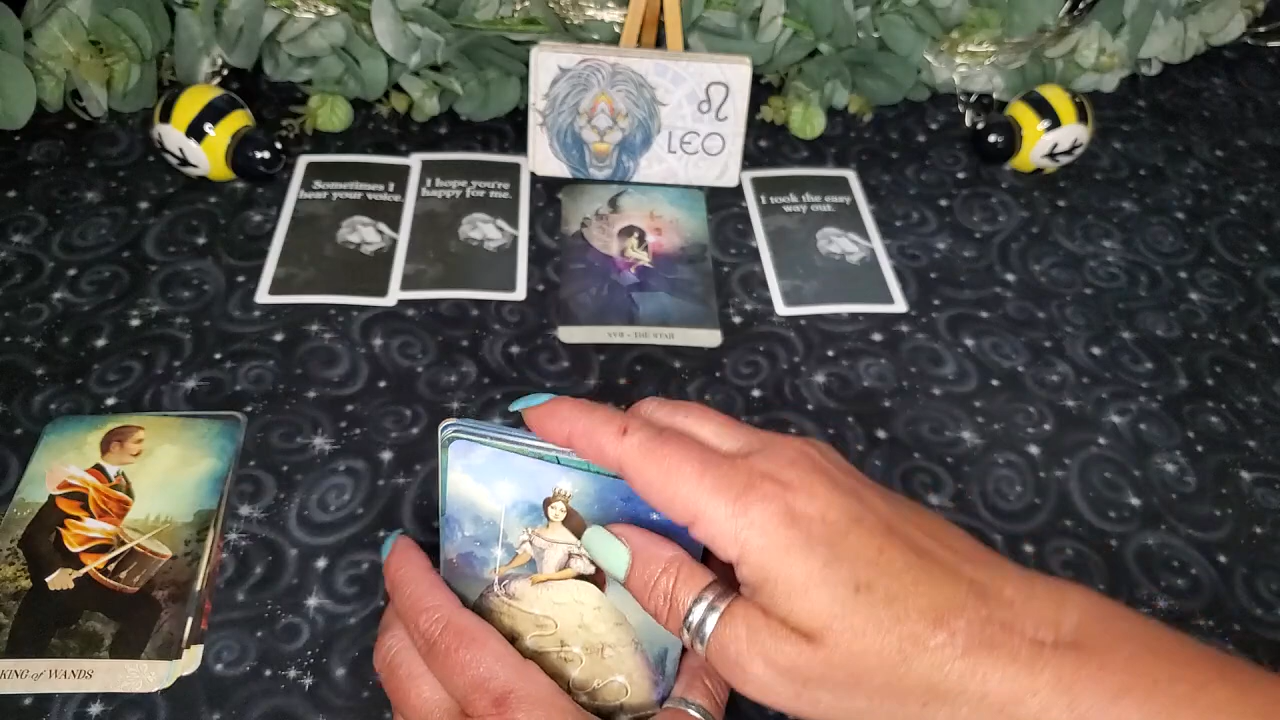 LEO
Sometimes I
hear your voice.
I hope you're
happy for me.
I took the easy
way out.
XVII - THE STAR
KING of WANDS